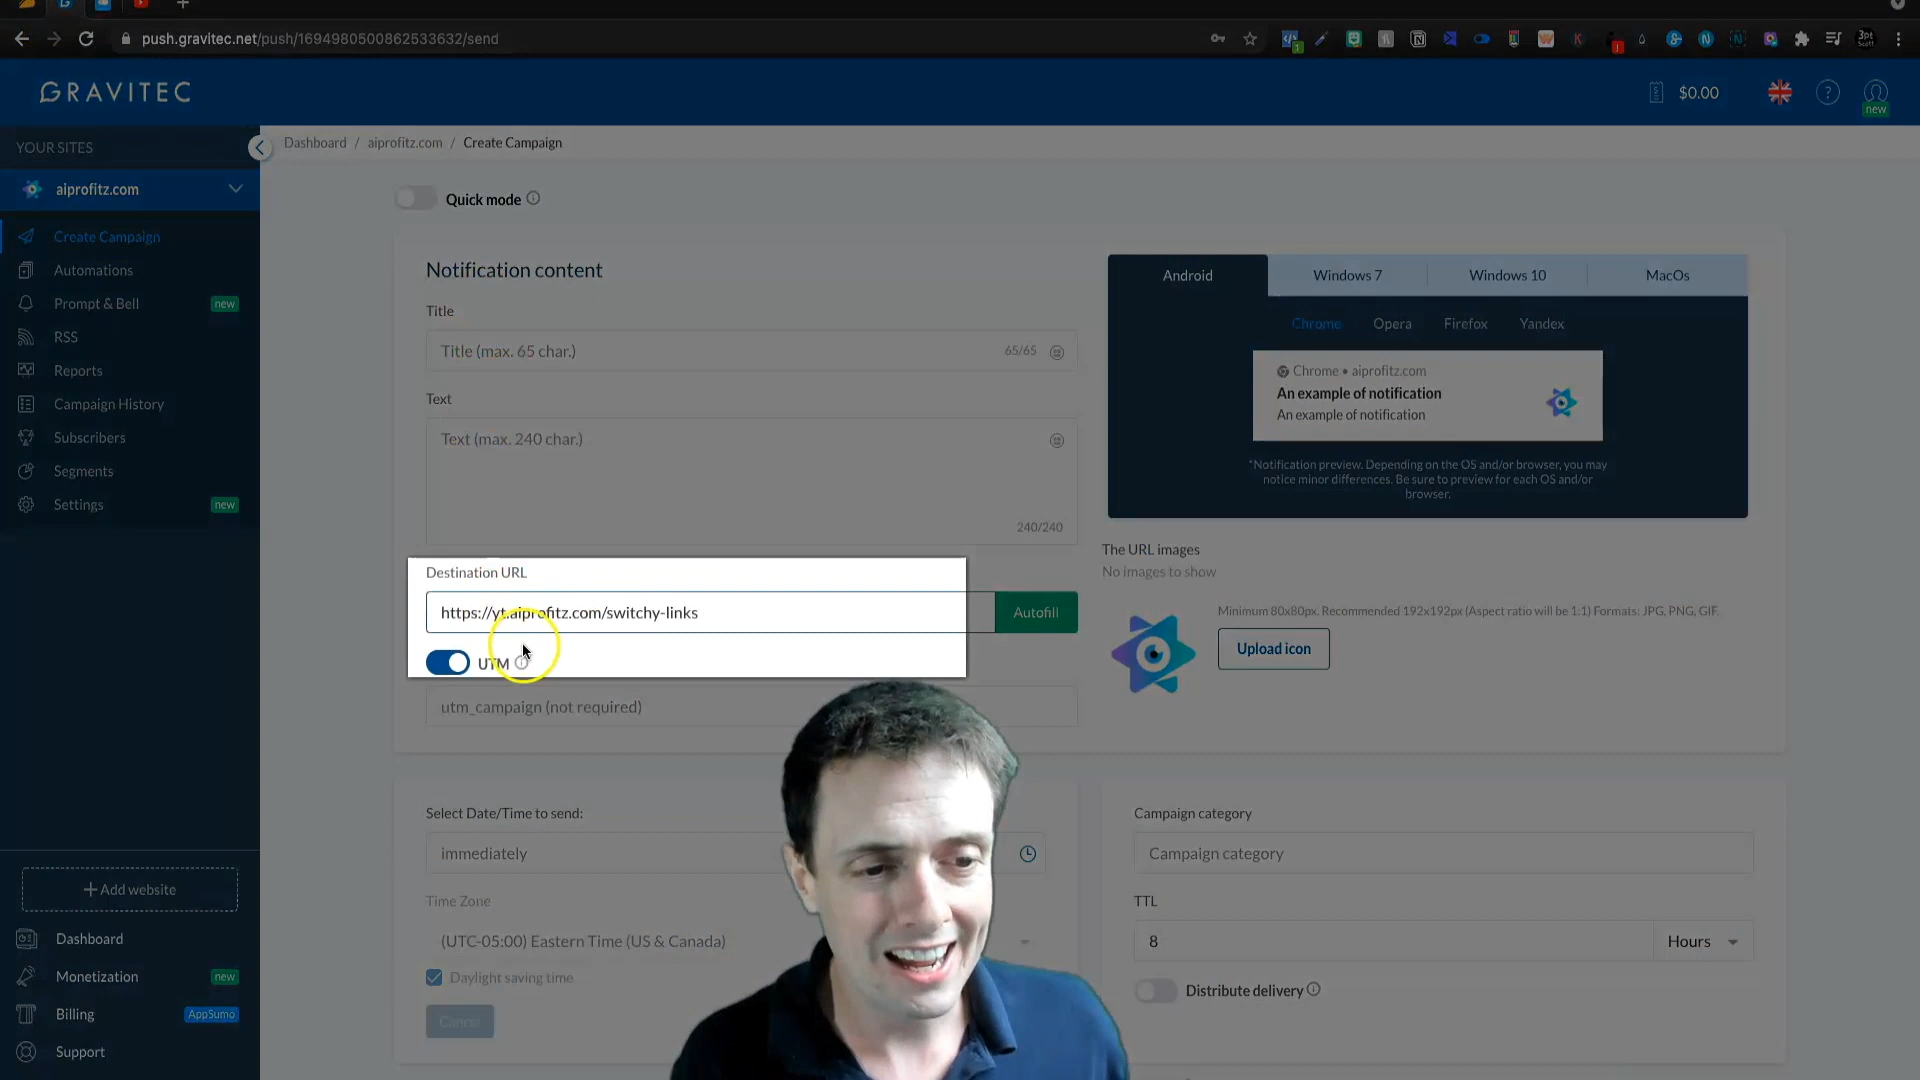 push.gravitec.net/push/1694980500862533632/send
GRAVITEC
$0.00
new
YOUR SITES
Dashboard / aiprofitz.com / Create Campaign
aiprofitz.com
Create Campaign
Automations
Prompt & Bell new
RSS
Reports
Campaign History
Subscribers
Segments
Settings new
Quick mode
Notification content
Title
Title (max. 65 char.) 65/65
Text
Text (max. 240 char.)
240/240
Destination URL
https://yt.aiprofitz.com/switchy-links Autofill
UTM
utm_campaign (not required)
Android Windows 7 Windows 10 MacOs
Chrome Opera Firefox Yandex
Chrome • aiprofitz.com
An example of notification
An example of notification
*Notification preview. Depending on the OS and/or browser, you may
notice minor differences. Be sure to preview for each OS and/or
browser.
The URL images
No images to show
Minimum 80x80px. Recommended 192x192px (Aspect ratio will be 1:1) Formats: JPG, PNG, GIF.
Upload icon
Select Date/Time to send:
immediately
Time Zone
(UTC-05:00) Eastern Time (US & Canada)
Daylight saving time
Cancel
Campaign category
Campaign category
TTL
8 Hours
Distribute delivery
Add website
Dashboard
Monetization new
Billing AppSumo
Support